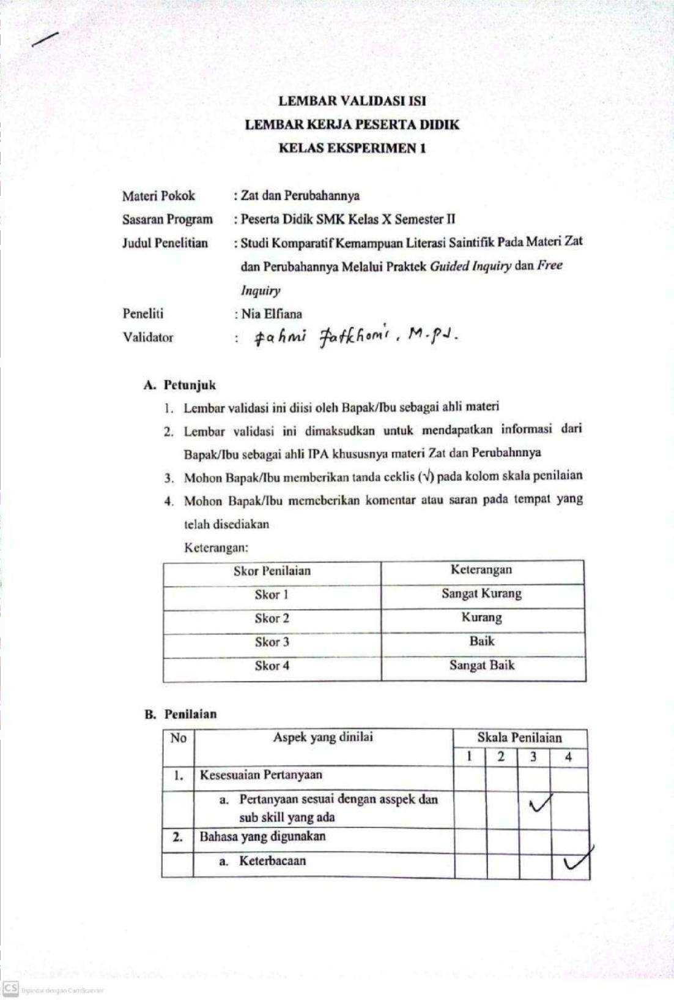 LEMBAR VALIDASI ISI
LEMBAR KERJA PESERTA DIDIK
KELAS EKSPERIMEN 1
Materi Pokok : Zat dan Perubahannya
Sasaran Program : Peserta Didik SMK Kelas X Semester II
Judul Penelitian : Studi Komparatif Kemampuan Literasi Saintifik Pada Materi Zat
dan Perubahannya Melalui Praktek Guided Inquiry dan Free
Inquiry
Peneliti : Nia Elfiana
Validator : Fahmi Fatkhomi, M.Pd.
A. Petunjuk
1. Lembar validasi ini diisi oleh Bapak/Ibu sebagai ahli materi
2. Lembar validasi ini dimaksudkan untuk mendapatkan informasi dari
Bapak/Ibu sebagai ahli IPA khususnya materi Zat dan Perubahnnya
3. Mohon Bapak/Ibu memberikan tanda ceklis (√) pada kolom skala penilaian
4. Mohon Bapak/Ibu memeberikan komentar atau saran pada tempat yang
telah disediakan
Keterangan:
Skor Penilaian Keterangan
Skor 1 Sangat Kurang
Skor 2 Kurang
Skor 3 Baik
Skor 4 Sangat Baik
B. Penilaian
No Aspek yang dinilai Skala Penilaian
1 2 3 4
1. Kesesuaian Pertanyaan
a. Pertanyaan sesuai dengan asspek dan ✓
sub skill yang ada
2. Bahasa yang digunakan
a. Keterbacaan ✓
CS Dipindai dengan CamScanner